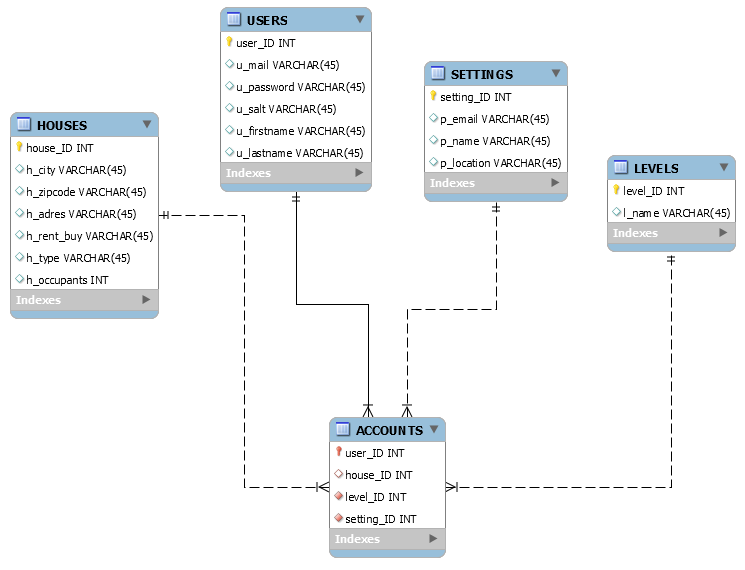 USERS
user_ID INT
u_mail VARCHAR(45)
u_password VARCHAR(45)
u_salt VARCHAR(45)
u_firstname VARCHAR(45)
u_lastname VARCHAR(45)
Indexes
SETTINGS
setting_ID INT
p_email VARCHAR(45)
p_name VARCHAR(45)
p_location VARCHAR(45)
Indexes
HOUSES
house_ID INT
h_city VARCHAR(45)
h_zipcode VARCHAR(45)
h_adres VARCHAR(45)
h_rent_buy VARCHAR(45)
h_type VARCHAR(45)
h_occupants INT
Indexes
LEVELS
level_ID INT
l_name VARCHAR(45)
Indexes
ACCOUNTS
user_ID INT
house_ID INT
level_ID INT
setting_ID INT
Indexes